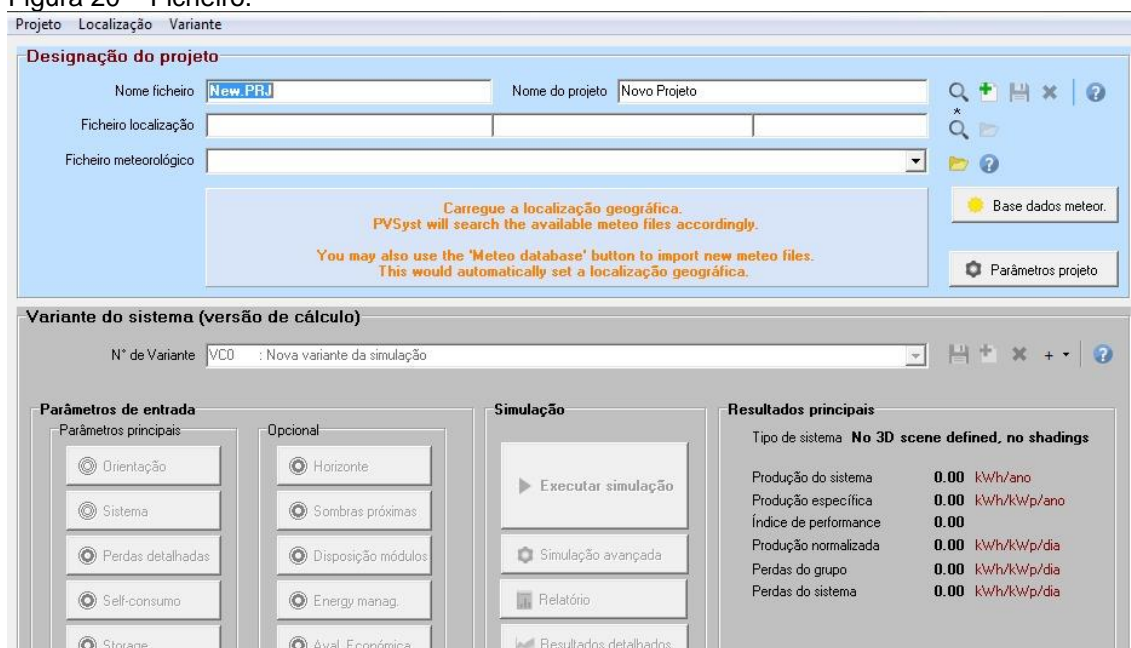 Figura 20 – Ficheiro.
Projeto Localização Variante
Designação do projeto
Nome ficheiro New.PRJ Nome do projeto Novo Projeto
Ficheiro localização
Ficheiro meteorológico
Carregue a localização geográfica.
PVSyst will search the available meteo files accordingly.
You may also use the 'Meteo database' button to import new meteo files.
This would automatically set a localização geográfica.
Base dados meteor.
Parâmetros projeto
Variante do sistema (versão de cálculo)
N° de Variante VC0 : Nova variante da simulação
Parâmetros de entrada
Parâmetros principais
Orientação
Sistema
Perdas detalhadas
Self-consumo
Storage
Opcional
Horizonte
Sombras próximas
Disposição módulos
Energy manag.
Aval. Económica
Simulação
Executar simulação
Simulação avançada
Relatório
Resultados detalhados
Resultados principais
Tipo de sistema No 3D scene defined, no shadings
Produção do sistema 0.00 kWh/ano
Produção específica 0.00 kWh/kWp/ano
Índice de performance 0.00
Produção normalizada 0.00 kWh/kWp/dia
Perdas do grupo 0.00 kWh/kWp/dia
Perdas do sistema 0.00 kWh/kWp/dia